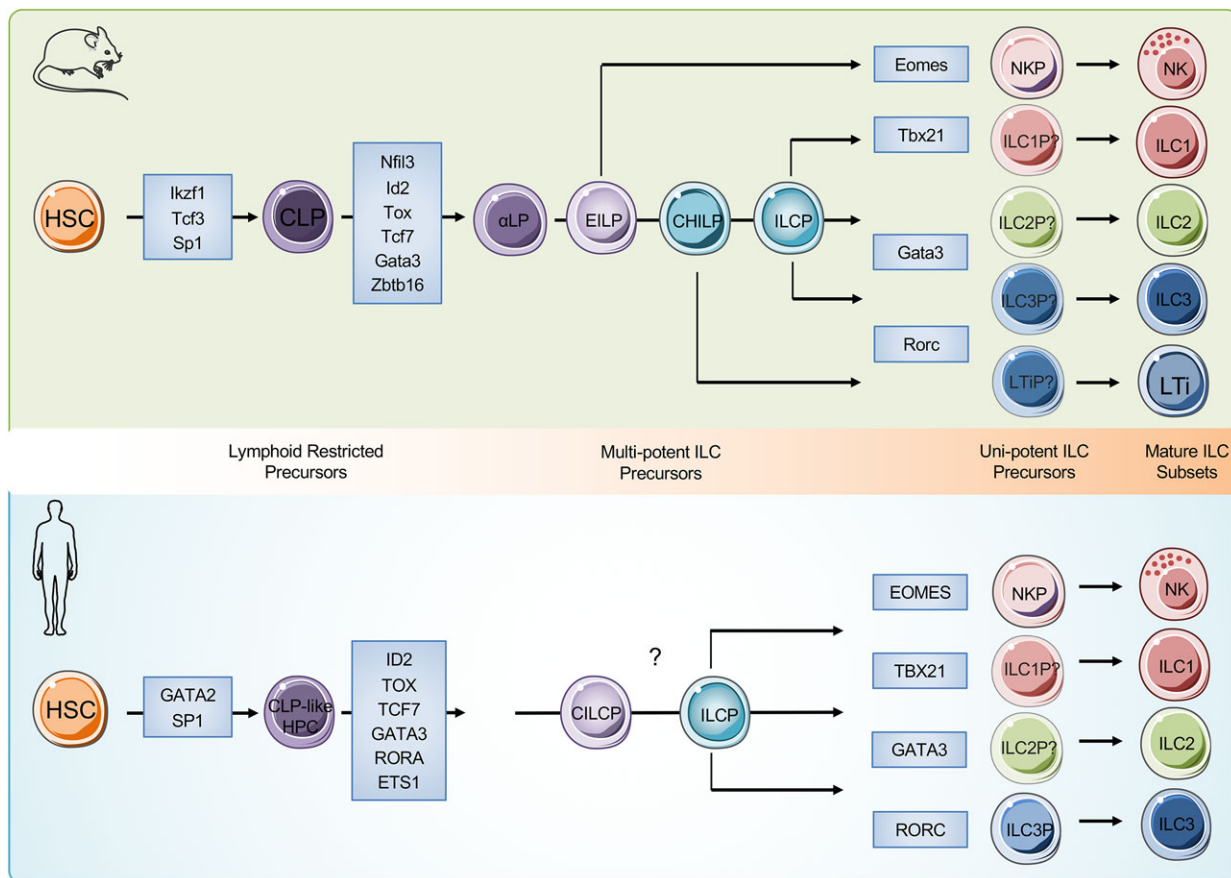 Eomes
NKP
NK
Tbx21
ILC1P?
ILC1
HSC
Ikzf1
Tcf3
Sp1
CLP
Nfil3
Id2
Tox
Tcf7
Gata3
Zbtb16
αLP
EILP
CHILP
ILCP
ILC2P?
ILC2
Gata3
ILC3P?
ILC3
Rorc
LTiP?
LTi
Lymphoid Restricted
Precursors
Multi-potent ILC
Precursors
Uni-potent ILC
Precursors
Mature ILC
Subsets
EOMES
NKP
NK
TBX21
ILC1P?
ILC1
HSC
GATA2
SP1
CLP-like
HPC
ID2
TOX
TCF7
GATA3
RORA
ETS1
?
CILCP
ILCP
GATA3
ILC2P?
ILC2
RORC
ILC3P
ILC3